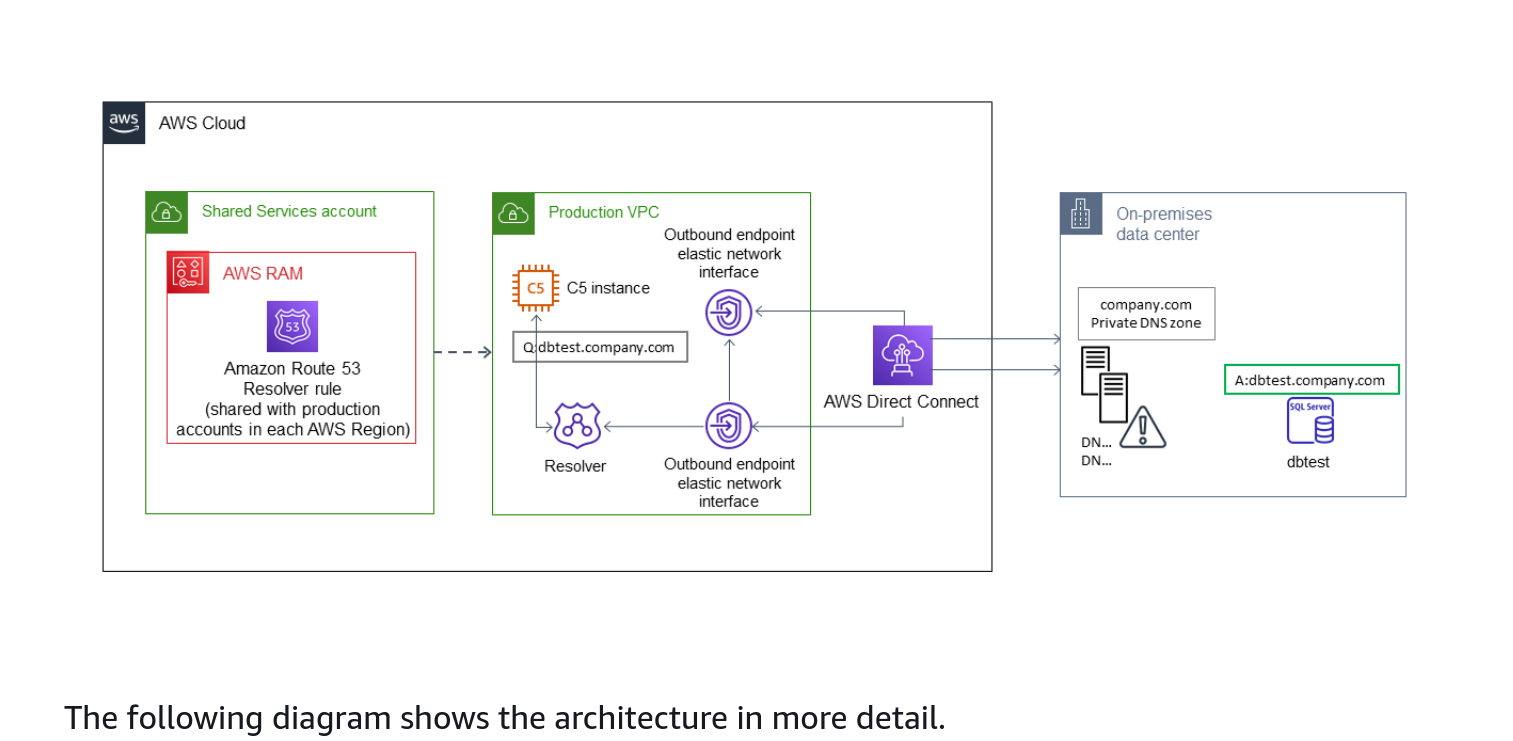 aws
AWS Cloud
Shared Services account
AWS RAM
53
Amazon Route 53
Resolver rule
(shared with production
accounts in each AWS Region)
Production VPC
Outbound endpoint
elastic network
interface
C5
C5 instance
Q:dbtest.company.com
Resolver
Outbound endpoint
elastic network
interface
AWS Direct Connect
On-premises
data center
company.com
Private DNS zone
A:dbtest.company.com
SQL Server
DN...
DN...
dbtest
The following diagram shows the architecture in more detail.